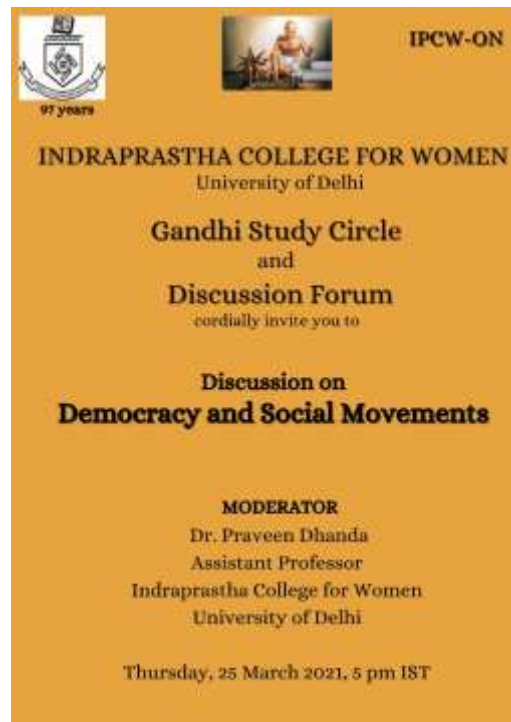 IPCW-ON
97 years
INDRAPRASTHA COLLEGE FOR WOMEN
University of Delhi
Gandhi Study Circle
and
Discussion Forum
cordially invite you to
Discussion on
Democracy and Social Movements
MODERATOR
Dr. Praveen Dhanda
Assistant Professor
Indraprastha College for Women
University of Delhi
Thursday, 25 March 2021, 5 pm IST